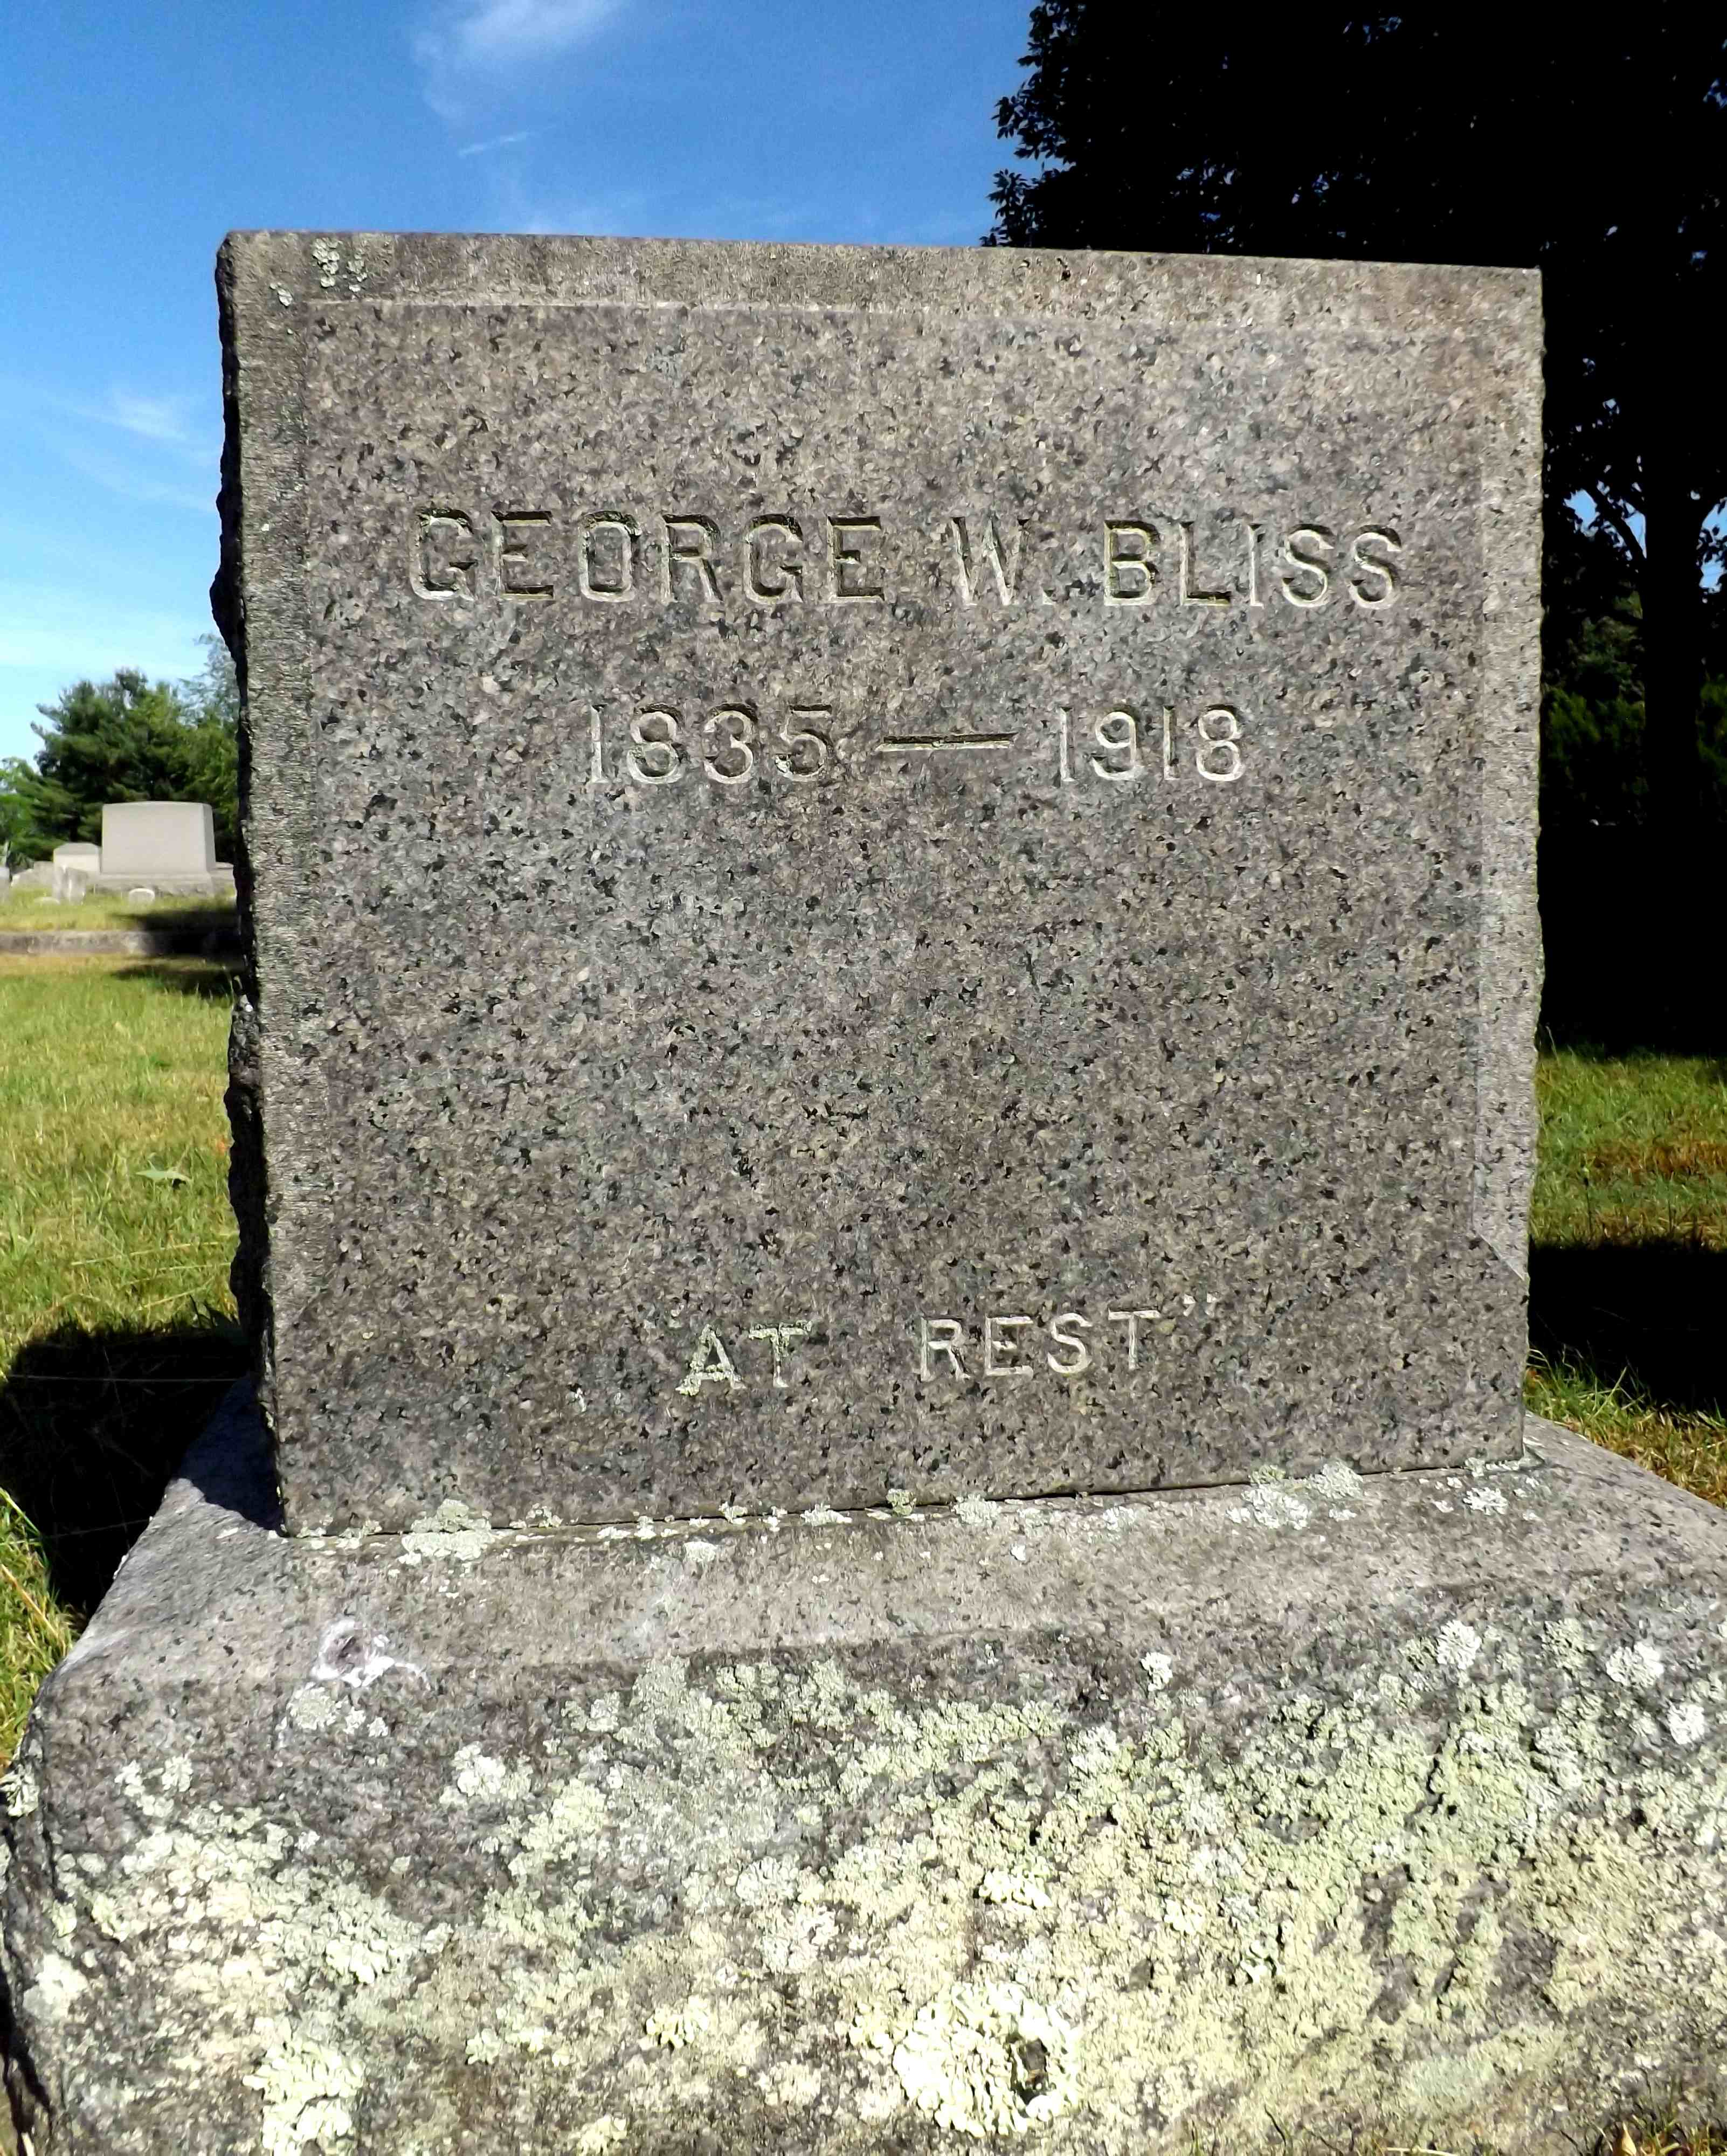 GEORGE W. BLISS
1835 — 1918
"AT REST"